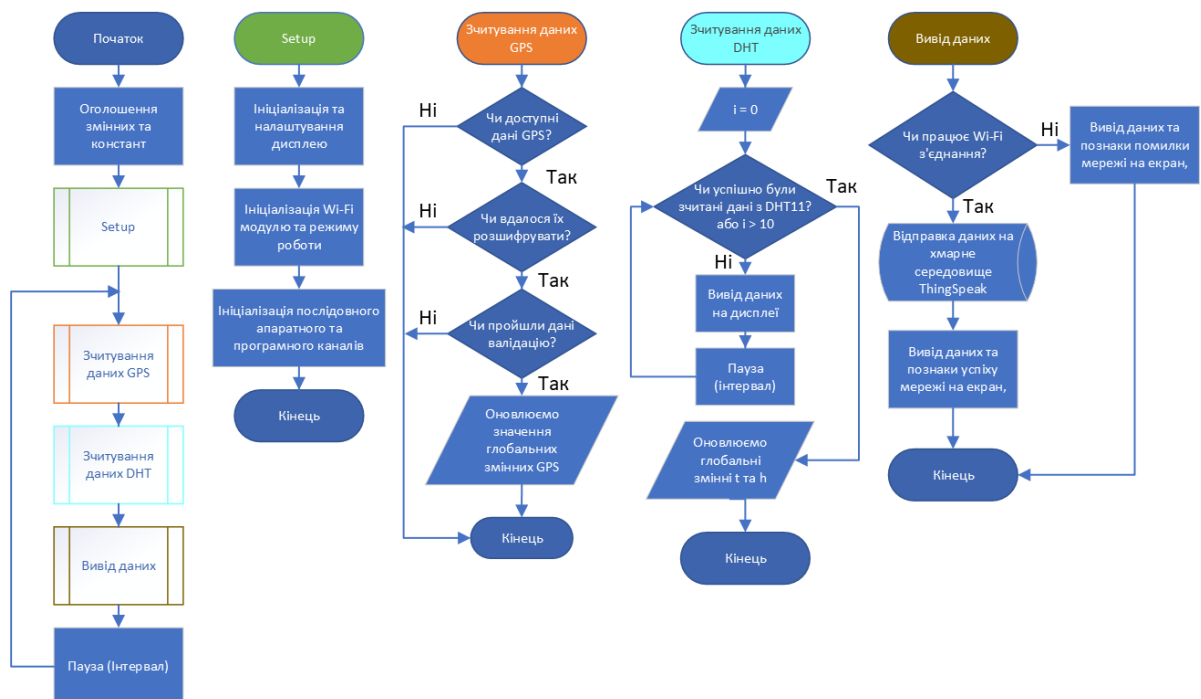 Початок
Оголошення
змінних та
констант
Setup
Зчитування
даних GPS
Зчитування
даних DHT
Вивід даних
Пауза (Інтервал)
Setup
Ініціалізація та
налаштування
дисплею
Ініціалізація Wi-Fi
модулю та режиму
роботи
Ініціалізація послідовного
апаратного та
програмного каналів
Кінець
Зчитування даних
GPS
Ні
Чи доступні
дані GPS?
Так
Ні
Чи вдалося їх
розшифрувати?
Так
Ні
Чи пройшли дані
валідацію?
Так
Оновлюємо
значення
глобальних
змінних GPS
Кінець
Зчитування даних
DHT
i = 0
Чи успішно були
зчитані дані з DHT11?
або i > 10
Так
Ні
Вивід даних
на дисплеї
Пауза
(інтервал)
Оновлюємо
глобальні
змінні t та h
Кінець
Вивід даних
Чи працює Wi-Fi
з'єднання?
Ні
Вивід даних та
познаки помилки
мережі на екран,
Так
Відправка даних на
хмарне
середовище
ThingSpeak
Вивід даних та
познаки успіху
мережі на екран,
Кінець